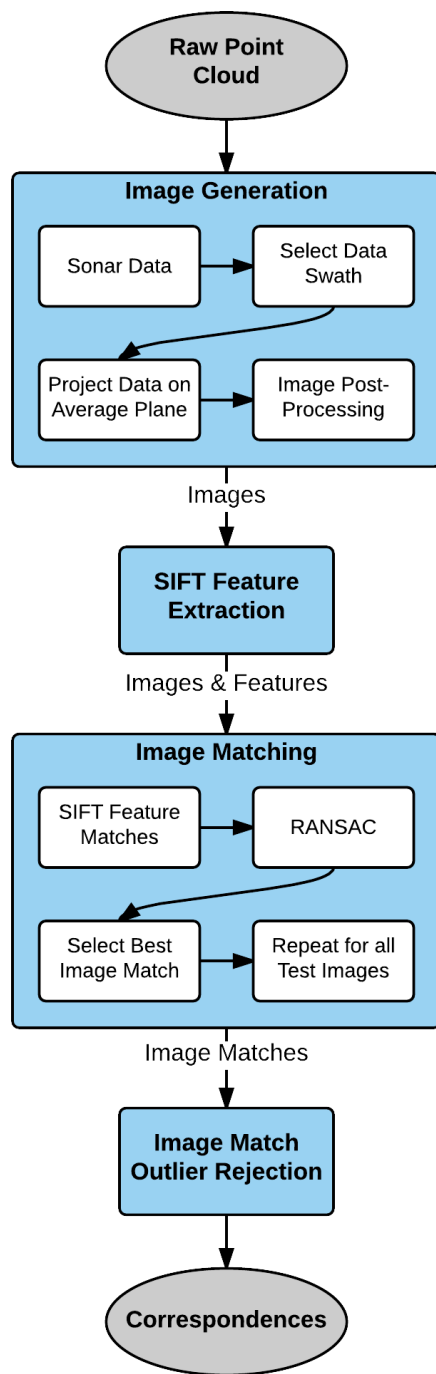 Raw Point
Cloud
Image Generation
Sonar Data
Select Data
Swath
Project Data on
Average Plane
Image Post-
Processing
Images
SIFT Feature
Extraction
Images & Features
Image Matching
SIFT Feature
Matches
RANSAC
Select Best
Image Match
Repeat for all
Test Images
Image Matches
Image Match
Outlier Rejection
Correspondences